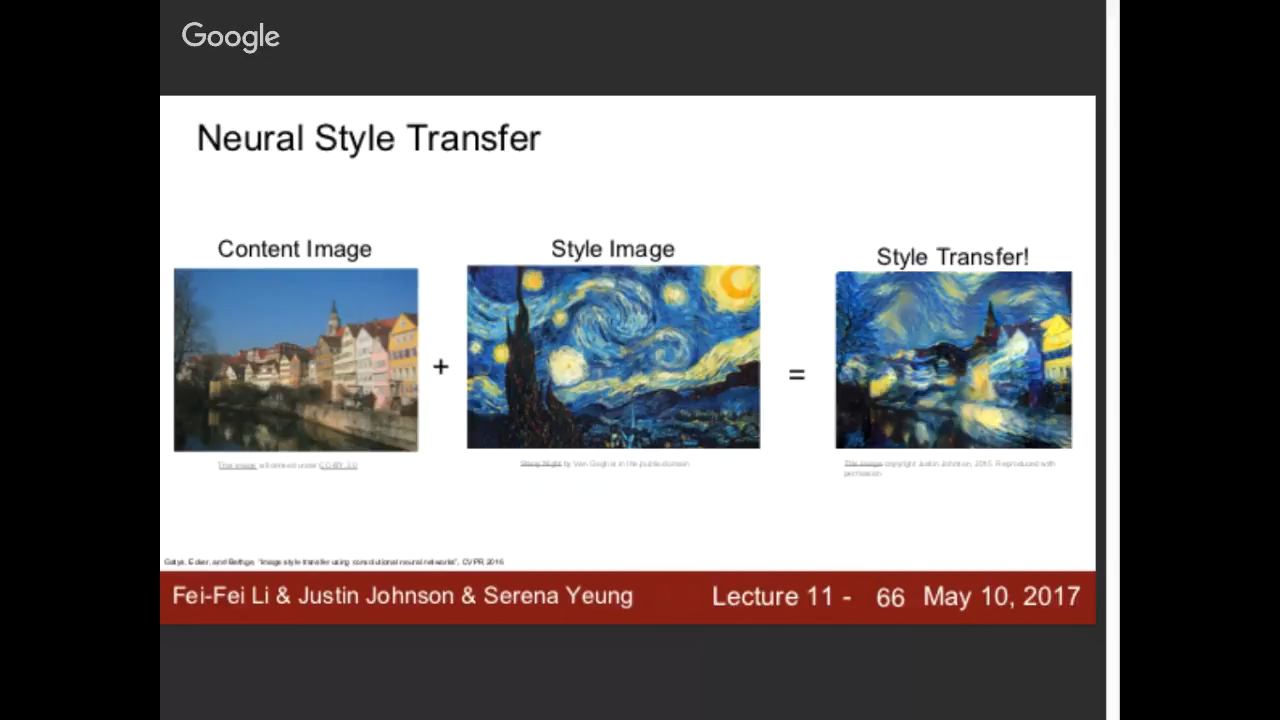 Google
Neural Style Transfer
Content Image
Style Image
Style Transfer!
+
=
This image is licensed under CC-BY 3.0
Starry Night by Van Gogh is in the public domain
This image copyright Justin Johnson, 2015. Reproduced with
permission.
Gatys, Ecker, and Bethge, "Image style transfer using convolutional neural networks", CVPR 2016
Fei-Fei Li & Justin Johnson & Serena Yeung
Lecture 11 - 66 May 10, 2017